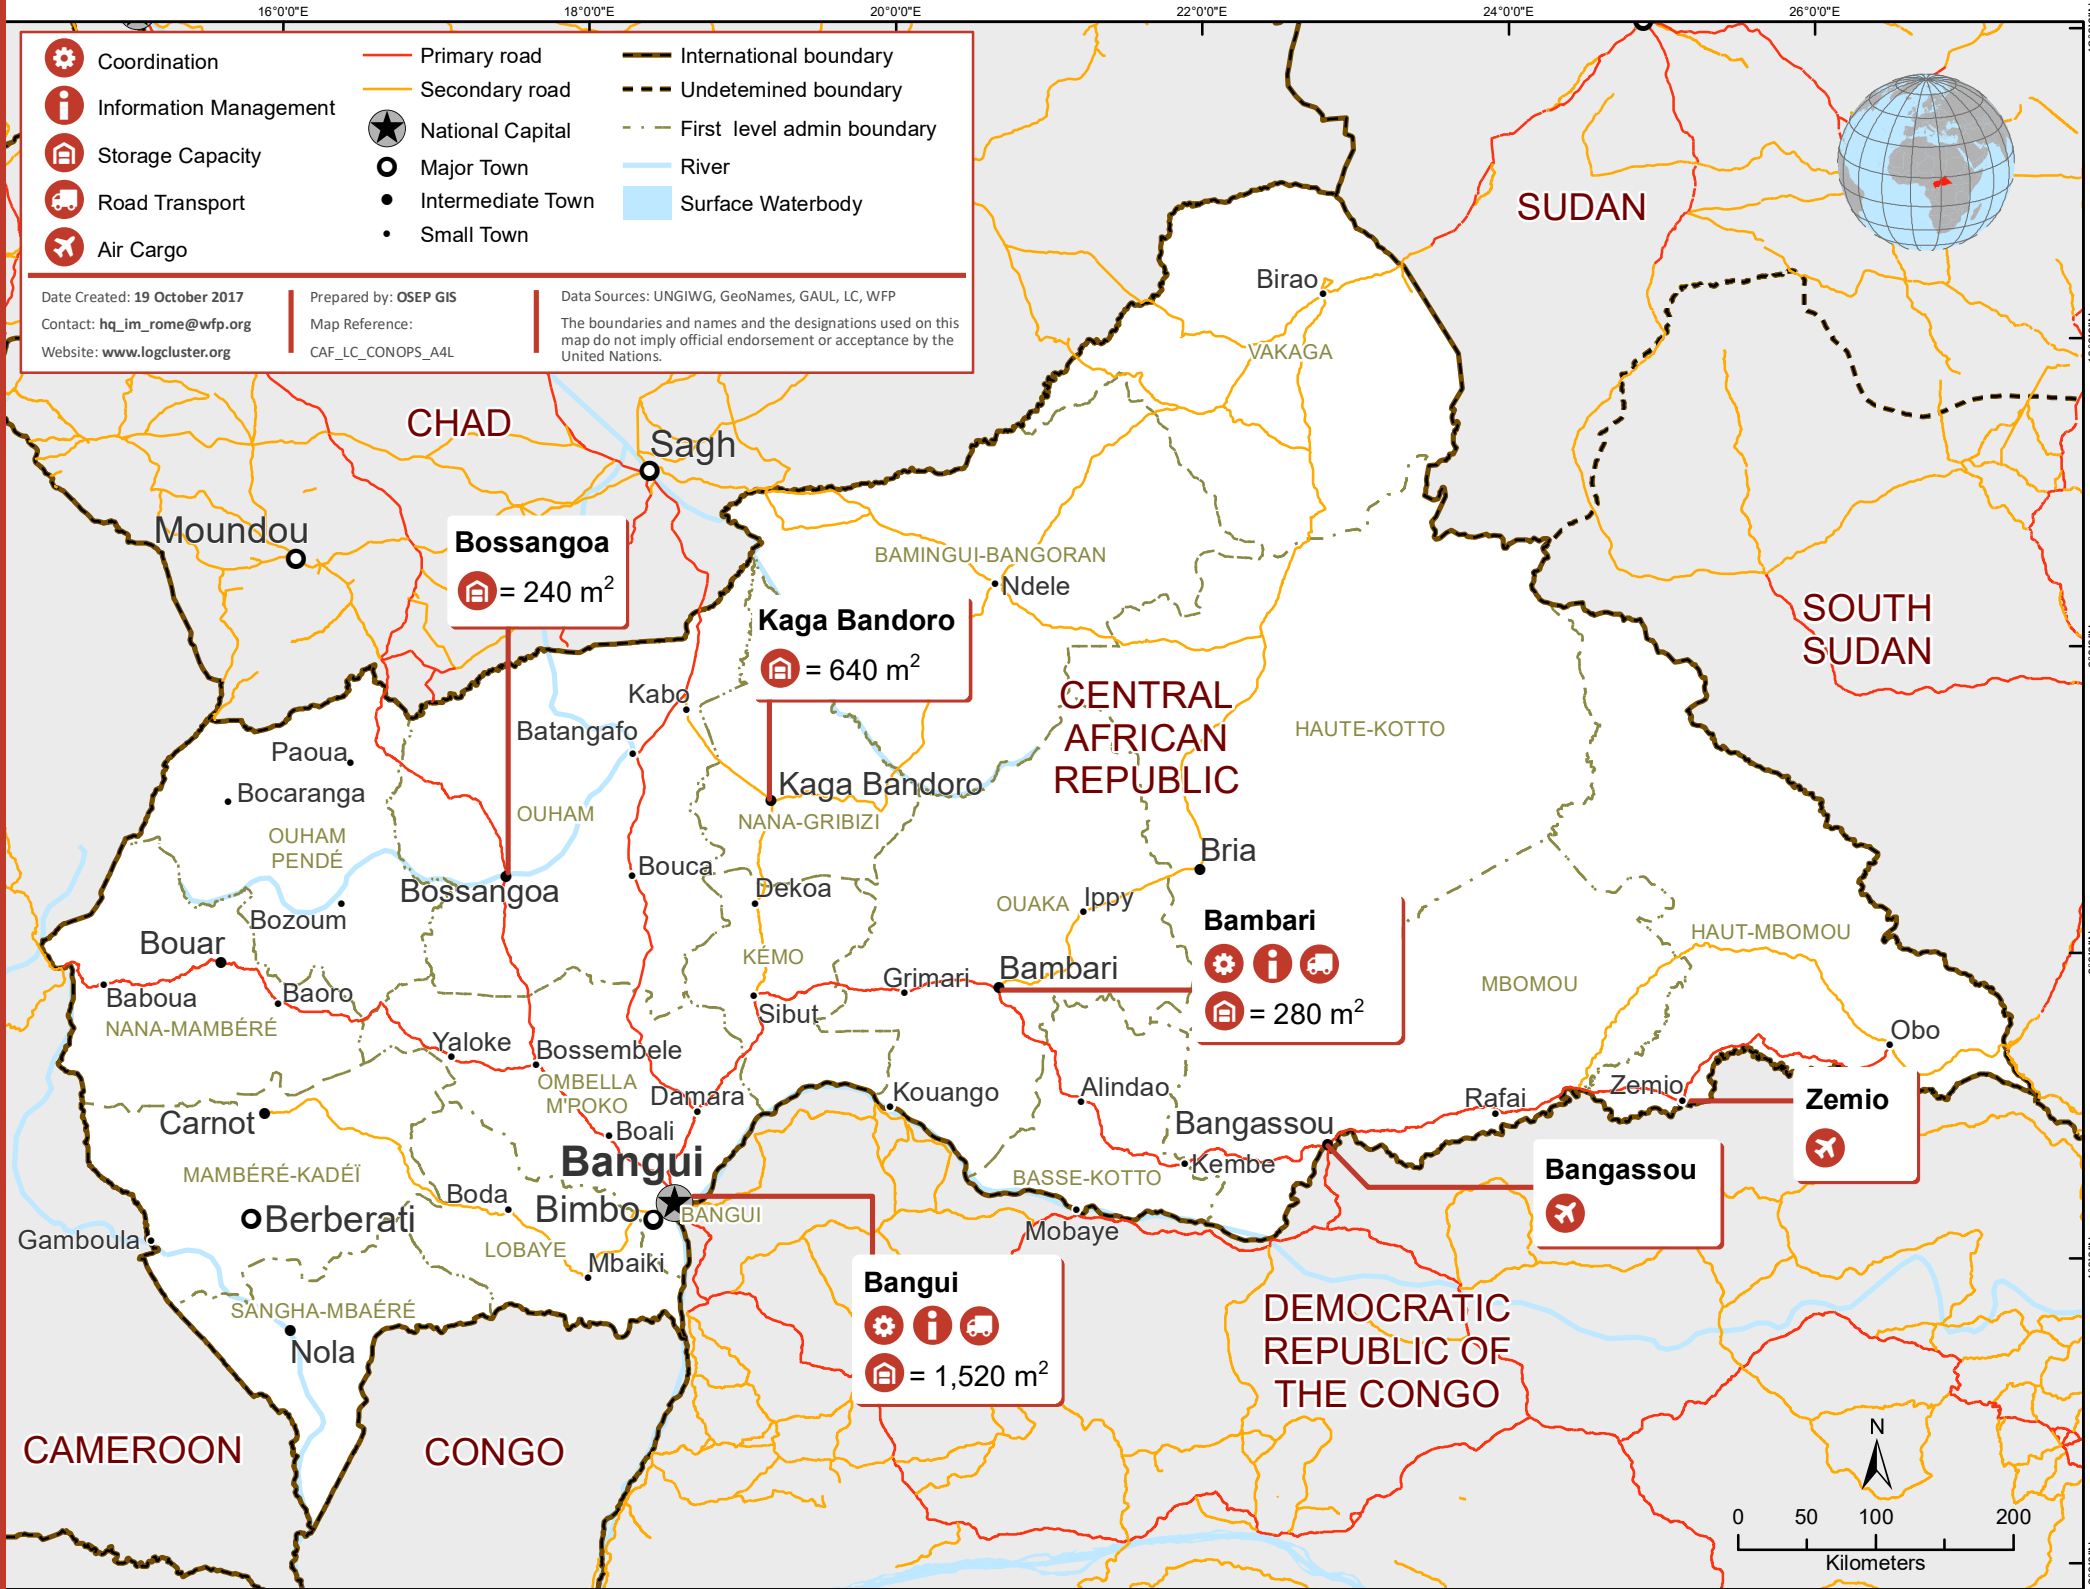 16°0'0"E
18°0'0"E
20°0'0"E
22°0'0"E
24°0'0"E
26°0'0"E
Coordination
Information Management
Storage Capacity
Road Transport
Air Cargo
Primary road
Secondary road
National Capital
Major Town
Intermediate Town
Small Town
International boundary
Undetemined boundary
First level admin boundary
River
Surface Waterbody
Date Created: 19 October 2017
Contact: hq_im_rome@wfp.org
Website: www.logcluster.org
Prepared by: OSEP GIS
Map Reference:
CAF_LC_CONOPS_A4L
Data Sources: UNGIWG, GeoNames, GAUL, LC, WFP
The boundaries and names and the designations used on this
map do not imply official endorsement or acceptance by the
United Nations.
SUDAN
Birao
VAKAGA
CHAD
Sagh
Moundou
Bossangoa
= 240 m²
BAMINGUI-BANGORAN
Ndele
Kaga Bandoro
= 640 m²
SOUTH
SUDAN
Kabo
Batangafo
CENTRAL
AFRICAN
REPUBLIC
HAUTE-KOTTO
Paoua
Bocaranga
Kaga Bandoro
OUHAM
NANA-GRIBIZI
OUHAM
PENDÉ
Bria
Bouca
Bossangoa
Dekoa
Ippy
OUAKA
Bozoum
Bambari
= 280 m²
Bouar
HAUT-MBOMOU
KÉMO
Grimari
Bambari
MBOMOU
Baboua
Baoro
Sibut
NANA-MAMBÉRÉ
Obo
Yaloke
Bossembele
OMBELLA
M'POKO
Damara
Kouango
Alindao
Rafai
Zemio
Zemio
Carnot
Boali
Bangassou
Bangui
Kembe
Bangassou
MAMBÉRÉ-KADÉÏ
BASSE-KOTTO
Boda
Bimbo
BANGUI
Berberati
Mobaye
Gamboula
LOBAYE
Mbaiki
Bangui
= 1,520 m²
SANGHA-MBAÉRÉ
Nola
DEMOCRATIC
REPUBLIC OF
THE CONGO
CAMEROON
CONGO
N
0 50 100 200
Kilometers